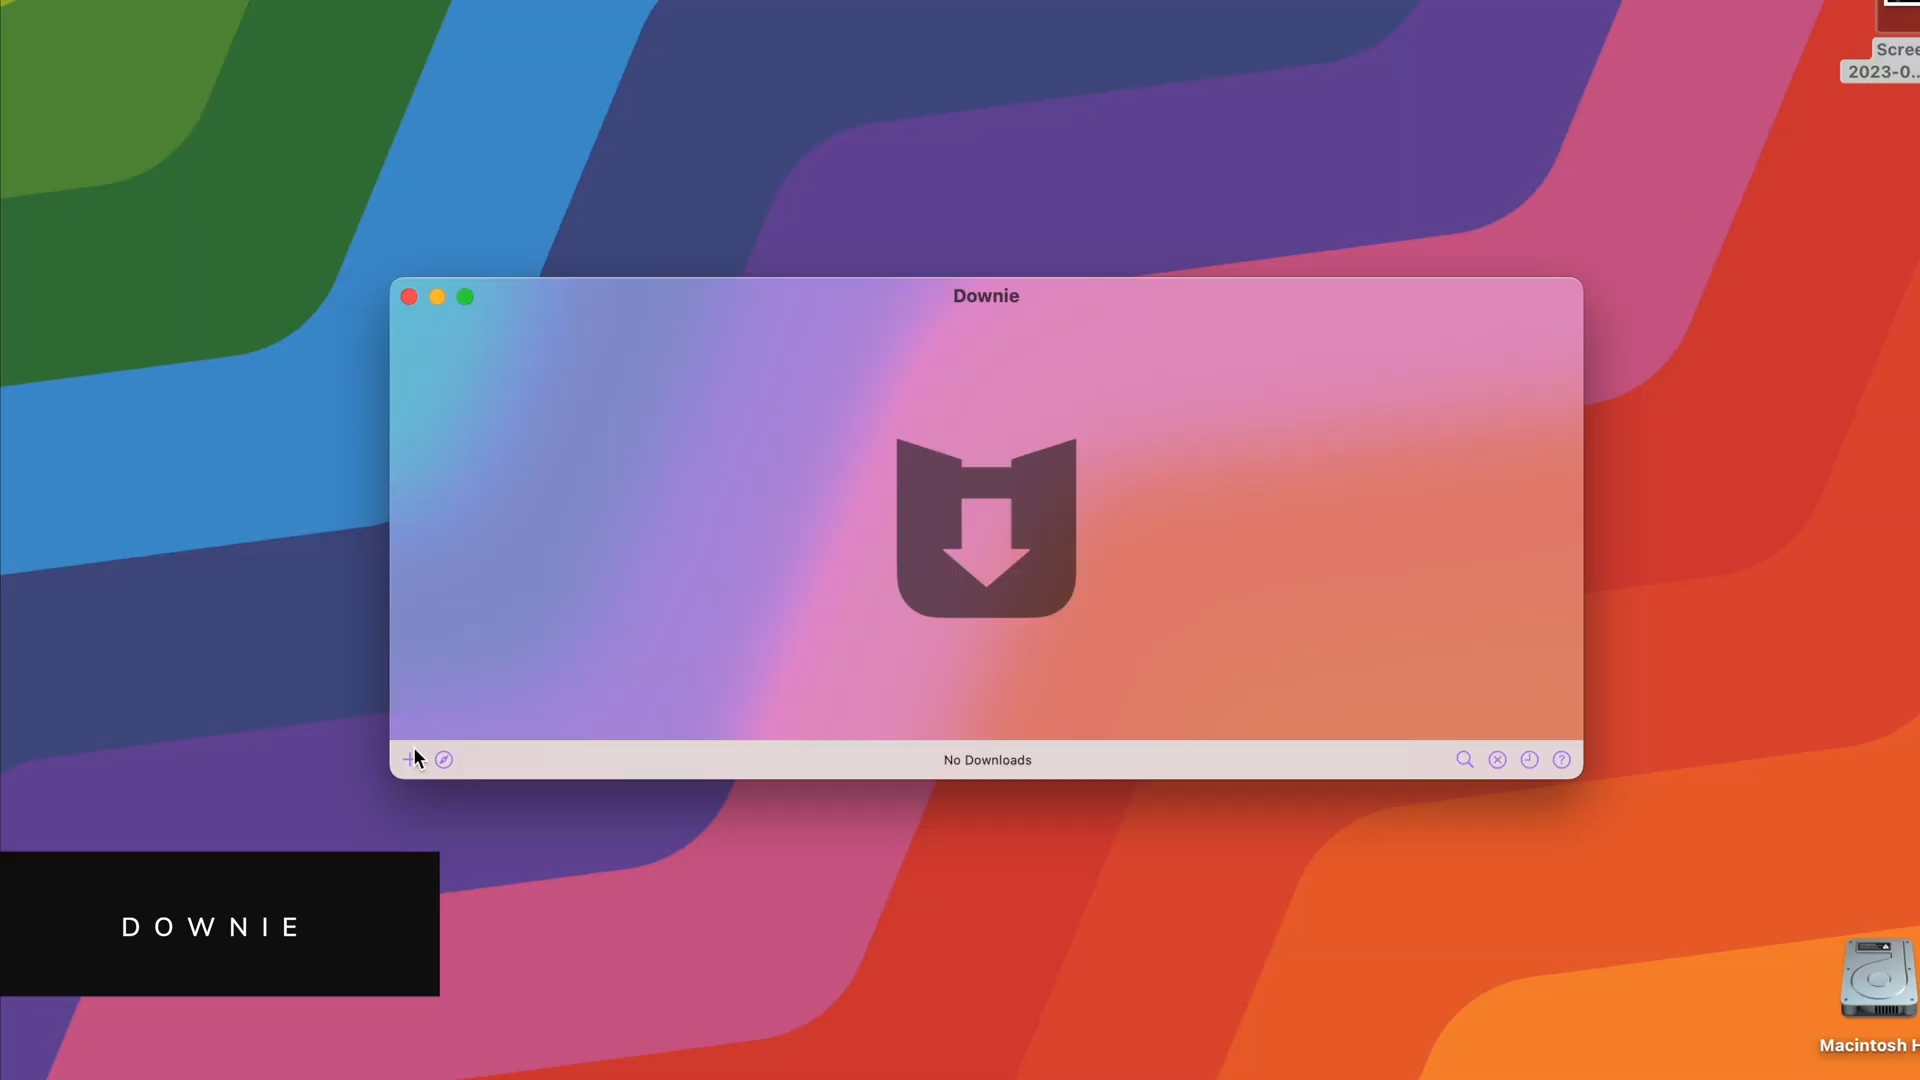 Scree
2023-0...
Downie
No Downloads
DOWNIE
Macintosh H